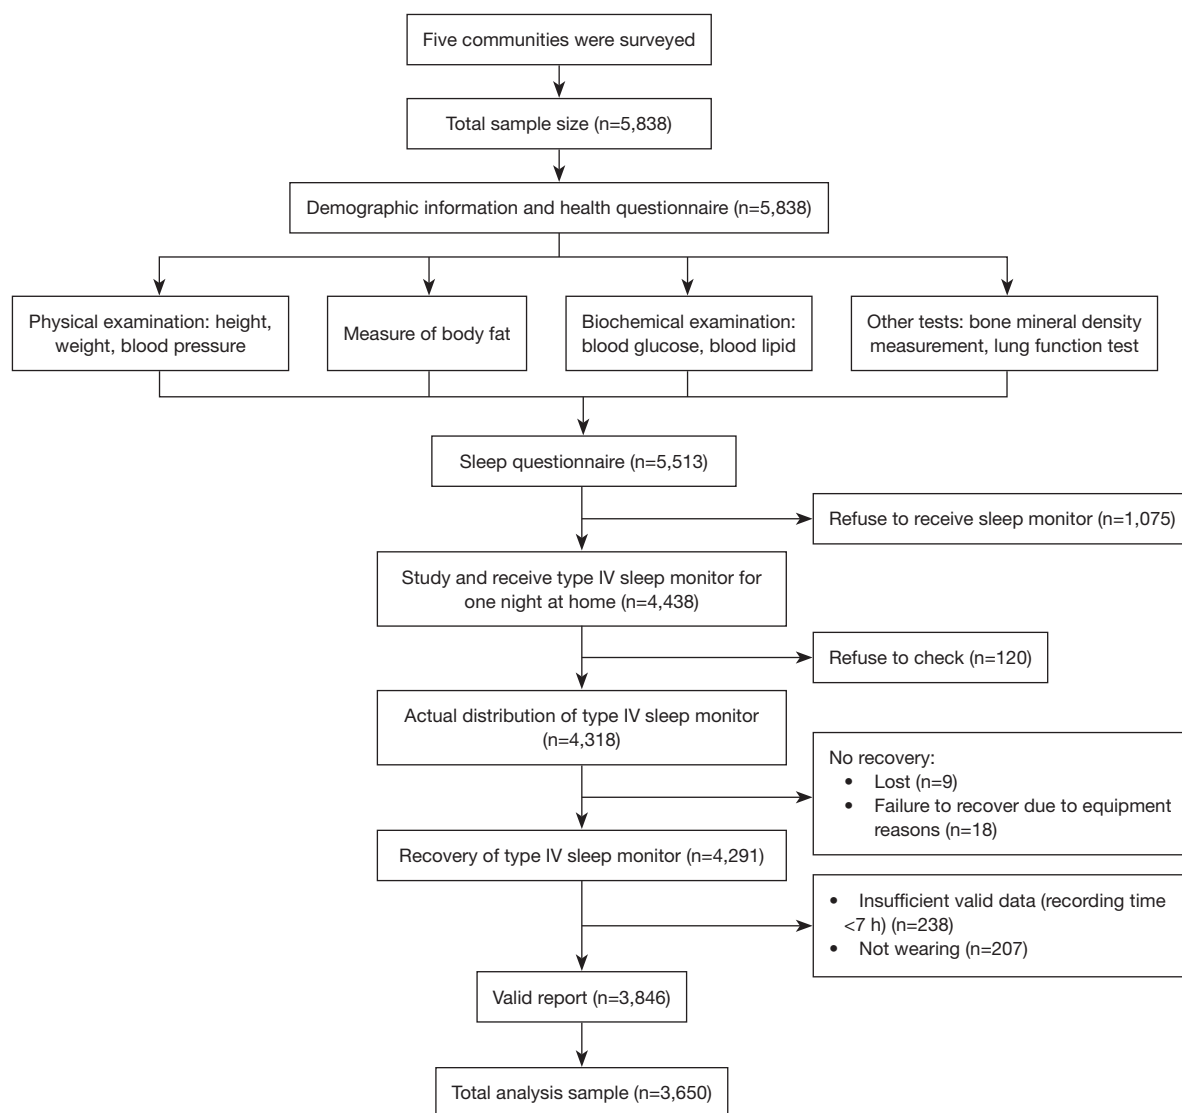 Five communities were surveyed
Total sample size (n=5,838)
Demographic information and health questionnaire (n=5,838)
Physical examination: height,
weight, blood pressure
Measure of body fat
Biochemical examination:
blood glucose, blood lipid
Other tests: bone mineral density
measurement, lung function test
Sleep questionnaire (n=5,513)
Refuse to receive sleep monitor (n=1,075)
Study and receive type IV sleep monitor for
one night at home (n=4,438)
Refuse to check (n=120)
Actual distribution of type IV sleep monitor
(n=4,318)
No recovery:
• Lost (n=9)
• Failure to recover due to equipment
reasons (n=18)
Recovery of type IV sleep monitor (n=4,291)
• Insufficient valid data (recording time
<7 h) (n=238)
• Not wearing (n=207)
Valid report (n=3,846)
Total analysis sample (n=3,650)